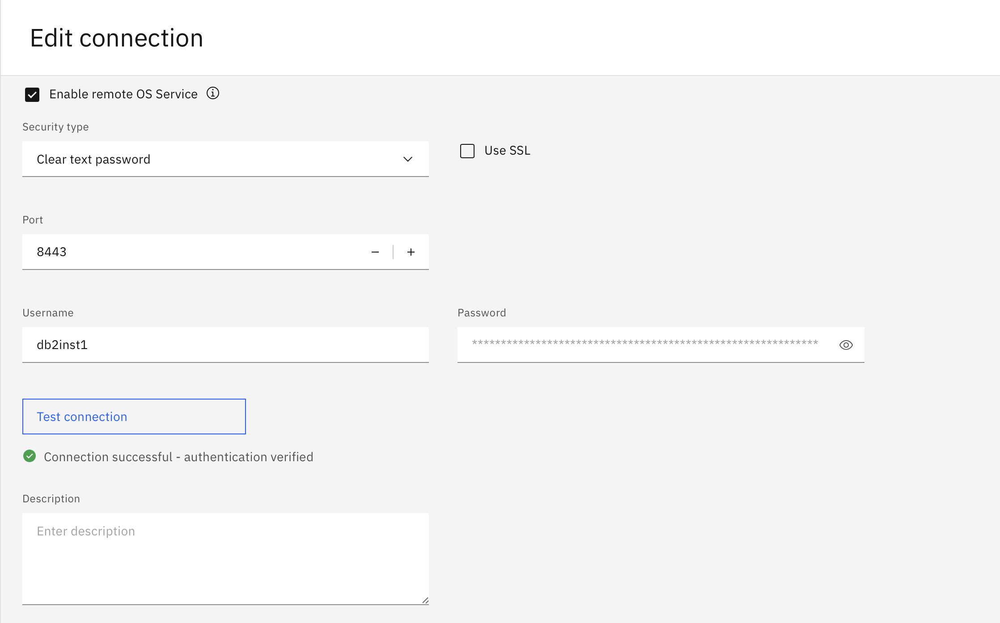 Edit connection
Enable remote OS Service
Security type
Clear text password
Use SSL
Port
8443
Username
Password
db2inst1
************************************************************
Test connection
Connection successful - authentication verified
Description
Enter description